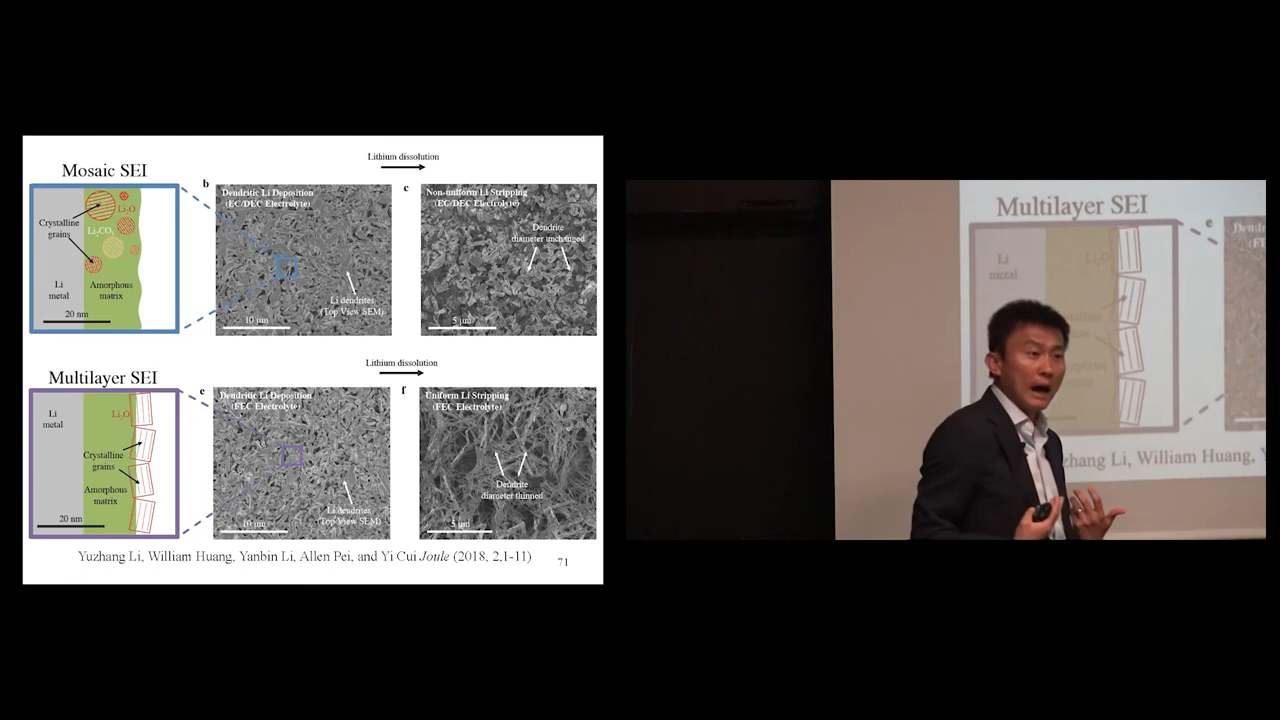 Lithium dissolution
Mosaic SEI
b
Dendritic Li Deposition
(EC/DEC Electrolyte)
c
Non-uniform Li Stripping
(EC/DEC Electrolyte)
Crystalline
grains
Li₂O
Li₂CO₃
Li
metal
Amorphous
matrix
20 nm
Li dendrites
(Top View SEM)
10 μm
Dendrite
diameter unchanged
5 μm
Lithium dissolution
Multilayer SEI
e
Dendritic Li Deposition
(FEC Electrolyte)
f
Uniform Li Stripping
(FEC Electrolyte)
Li
metal
Li₂O
Crystalline
grains
Amorphous
matrix
20 nm
Li dendrites
(Top View SEM)
10 μm
Dendrite
diameter thinned
5 μm
Yuzhang Li, William Huang, Yanbin Li, Allen Pei, and Yi Cui Joule (2018, 2,1-11)
71
Multilayer SEI
e
Li
metal
Li₂O
zhang Li, William Huang, Y